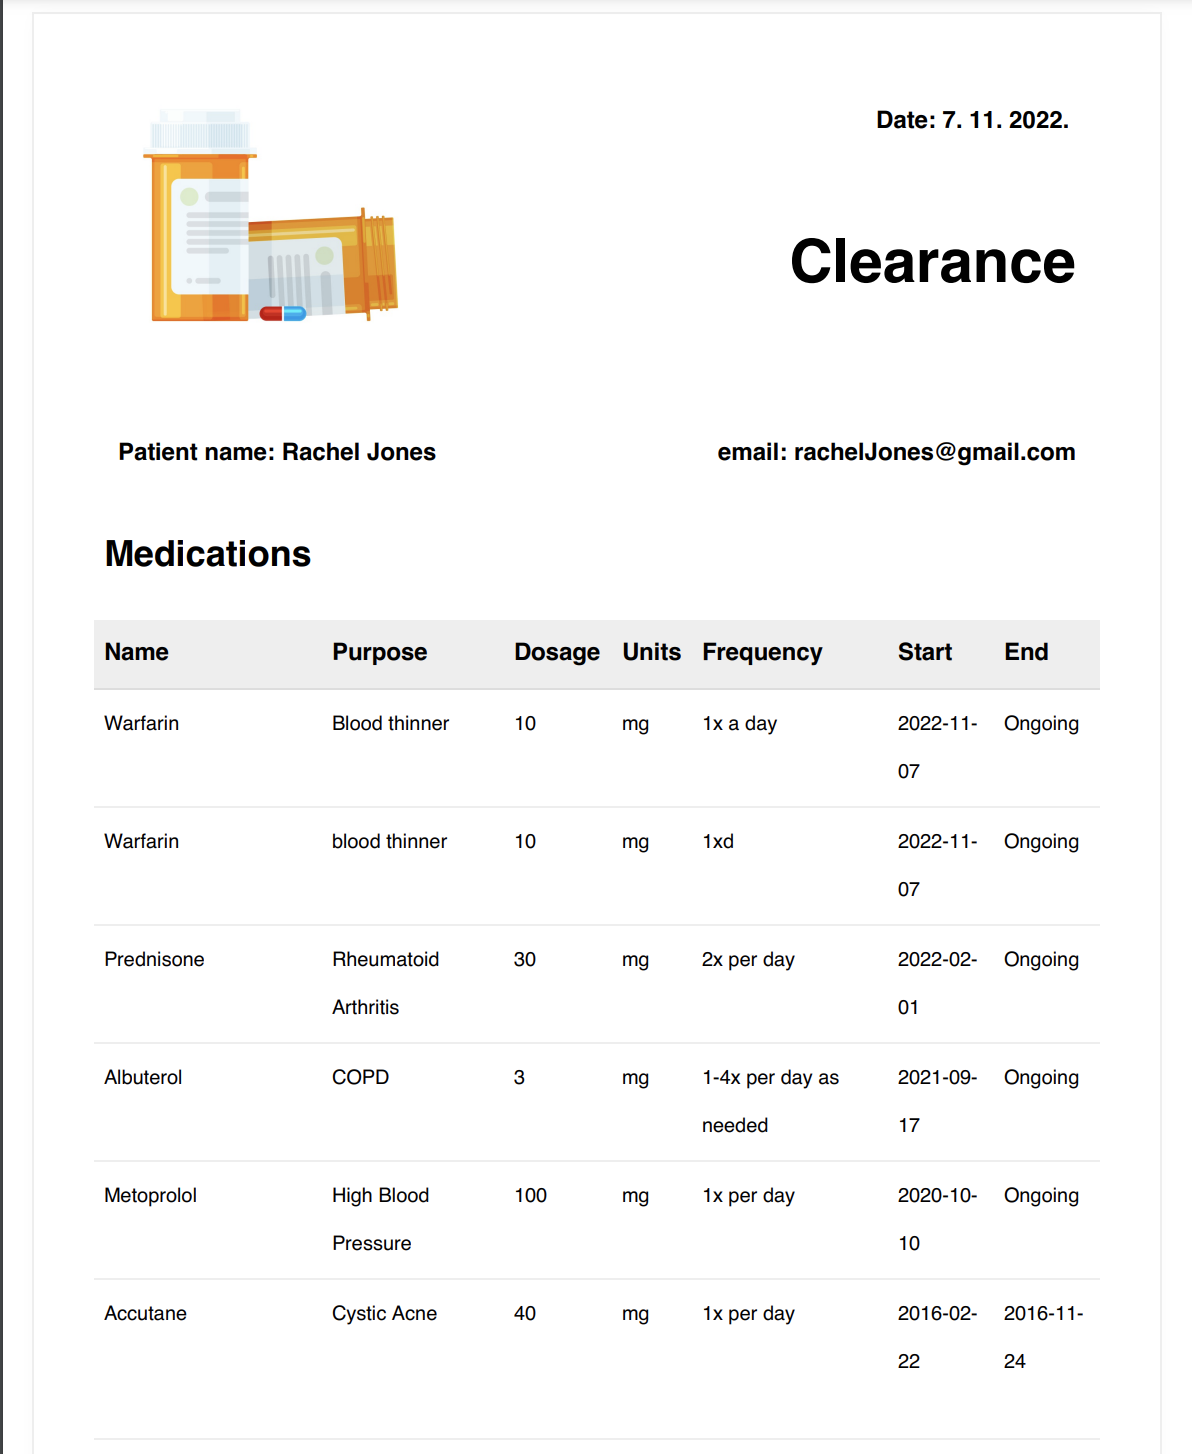 Date: 7. 11. 2022.
Clearance
Patient name: Rachel Jones email: rachelJones@gmail.com
Medications
Name Purpose Dosage Units Frequency Start End
Warfarin Blood thinner 10 mg 1x a day 2022-11- Ongoing
07
Warfarin blood thinner 10 mg 1xd 2022-11- Ongoing
07
Prednisone Rheumatoid 30 mg 2x per day 2022-02- Ongoing
Arthritis 01
Albuterol COPD 3 mg 1-4x per day as 2021-09- Ongoing
needed 17
Metoprolol High Blood 100 mg 1x per day 2020-10- Ongoing
Pressure 10
Accutane Cystic Acne 40 mg 1x per day 2016-02- 2016-11-
22 24